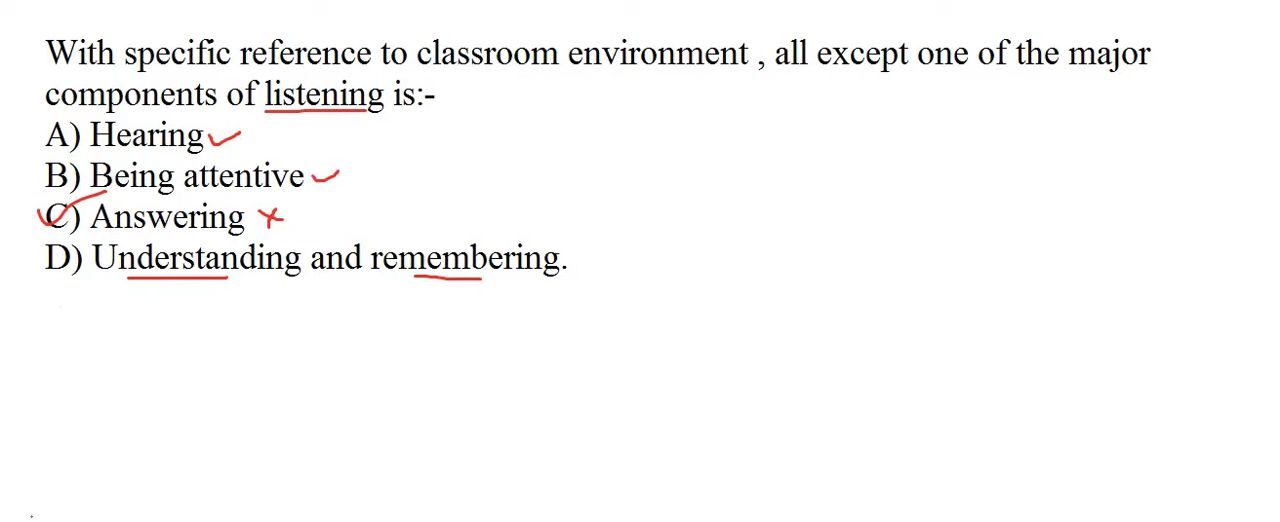 With specific reference to classroom environment , all except one of the major
components of listening is:-
A) Hearing
B) Being attentive
C) Answering
D) Understanding and remembering.